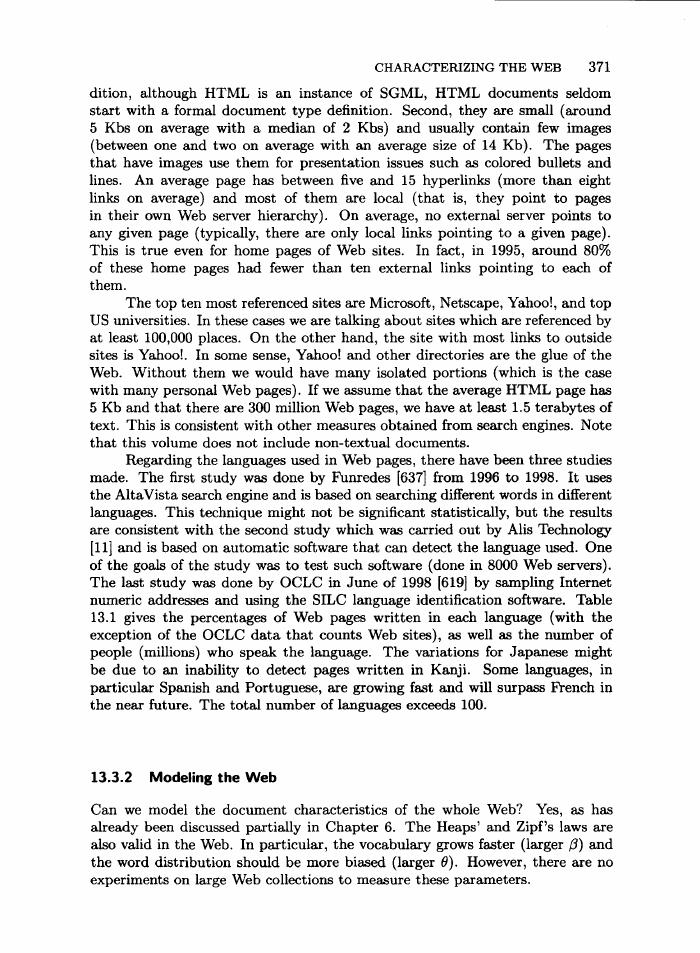 CHARACTERIZING THE WEB 371
dition, although HTML is an instance of SGML, HTML documents seldom
start with a formal document type definition. Second, they are small (around
5 Kbs on average with a median of 2 Kbs) and usually contain few images
(between one and two on average with an average size of 14 Kb). The pages
that have images use them for presentation issues such as colored bullets and
lines. An average page has between five and 15 hyperlinks (more than eight
links on average) and most of them are local (that is, they point to pages
in their own Web server hierarchy). On average, no external server points to
any given page (typically, there are only local links pointing to a given page).
This is true even for home pages of Web sites. In fact, in 1995, around 80%
of these home pages had fewer than ten external links pointing to each of
them.
The top ten most referenced sites are Microsoft, Netscape, Yahoo!, and top
US universities. In these cases we are talking about sites which are referenced by
at least 100,000 places. On the other hand, the site with most links to outside
sites is Yahoo!. In some sense, Yahoo! and other directories are the glue of the
Web. Without them we would have many isolated portions (which is the case
with many personal Web pages). If we assume that the average HTML page has
5 Kb and that there are 300 million Web pages, we have at least 1.5 terabytes of
text. This is consistent with other measures obtained from search engines. Note
that this volume does not include non-textual documents.
Regarding the languages used in Web pages, there have been three studies
made. The first study was done by Funredes [637] from 1996 to 1998. It uses
the AltaVista search engine and is based on searching different words in different
languages. This technique might not be significant statistically, but the results
are consistent with the second study which was carried out by Alis Technology
[11] and is based on automatic software that can detect the language used. One
of the goals of the study was to test such software (done in 8000 Web servers).
The last study was done by OCLC in June of 1998 [619] by sampling Internet
numeric addresses and using the SILC language identification software. Table
13.1 gives the percentages of Web pages written in each language (with the
exception of the OCLC data that counts Web sites), as well as the number of
people (millions) who speak the language. The variations for Japanese might
be due to an inability to detect pages written in Kanji. Some languages, in
particular Spanish and Portuguese, are growing fast and will surpass French in
the near future. The total number of languages exceeds 100.
13.3.2 Modeling the Web
Can we model the document characteristics of the whole Web? Yes, as has
already been discussed partially in Chapter 6. The Heaps' and Zipf's laws are
also valid in the Web. In particular, the vocabulary grows faster (larger β) and
the word distribution should be more biased (larger θ). However, there are no
experiments on large Web collections to measure these parameters.